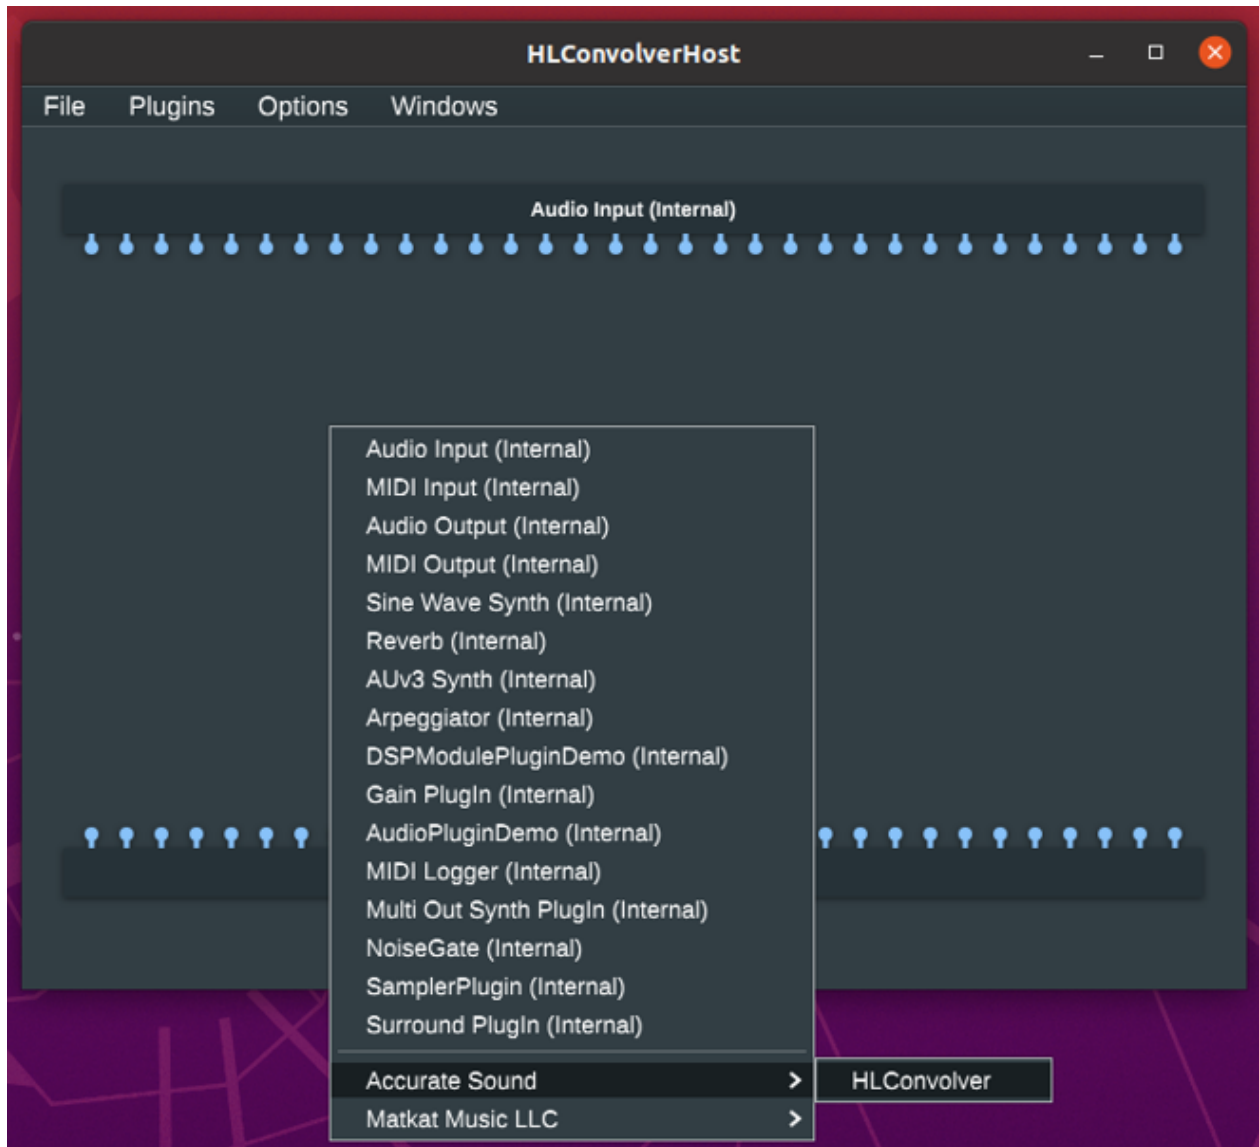 HLConvolverHost
File Plugins Options Windows
Audio Input (Internal)
Audio Input (Internal)
MIDI Input (Internal)
Audio Output (Internal)
MIDI Output (Internal)
Sine Wave Synth (Internal)
Reverb (Internal)
AUv3 Synth (Internal)
Arpeggiator (Internal)
DSPModulePluginDemo (Internal)
Gain PlugIn (Internal)
AudioPluginDemo (Internal)
MIDI Logger (Internal)
Multi Out Synth PlugIn (Internal)
NoiseGate (Internal)
SamplerPlugin (Internal)
Surround PlugIn (Internal)
Accurate Sound HLConvolver
Matkat Music LLC